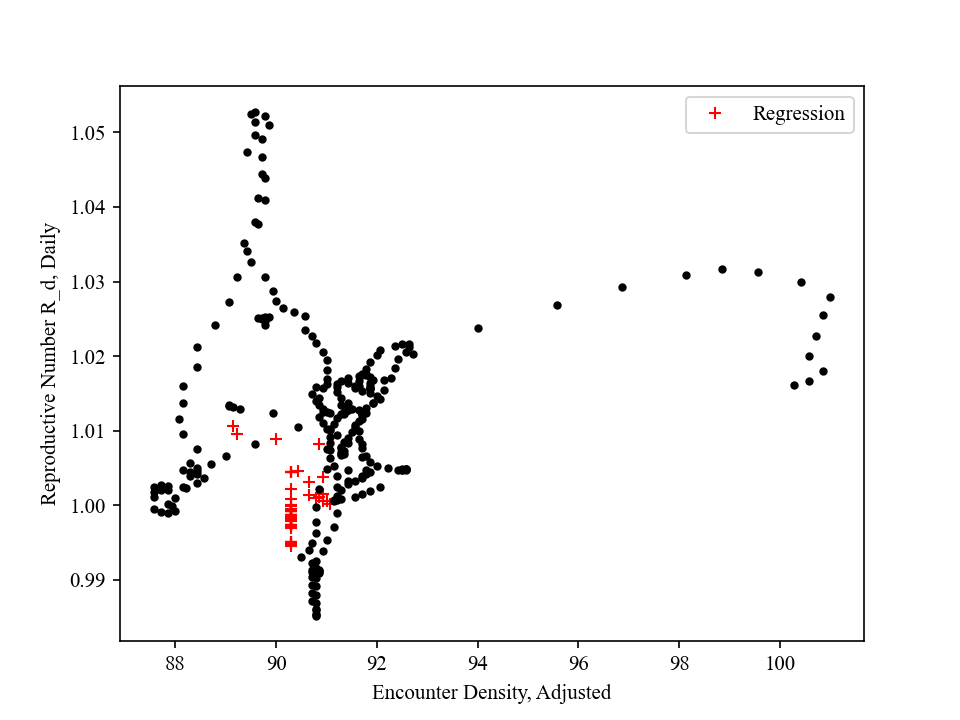 Regression
1.05
1.04
1.03
1.02
1.01
1.00
0.99
Reproductive Number R_d, Daily
88 90 92 94 96 98 100
Encounter Density, Adjusted